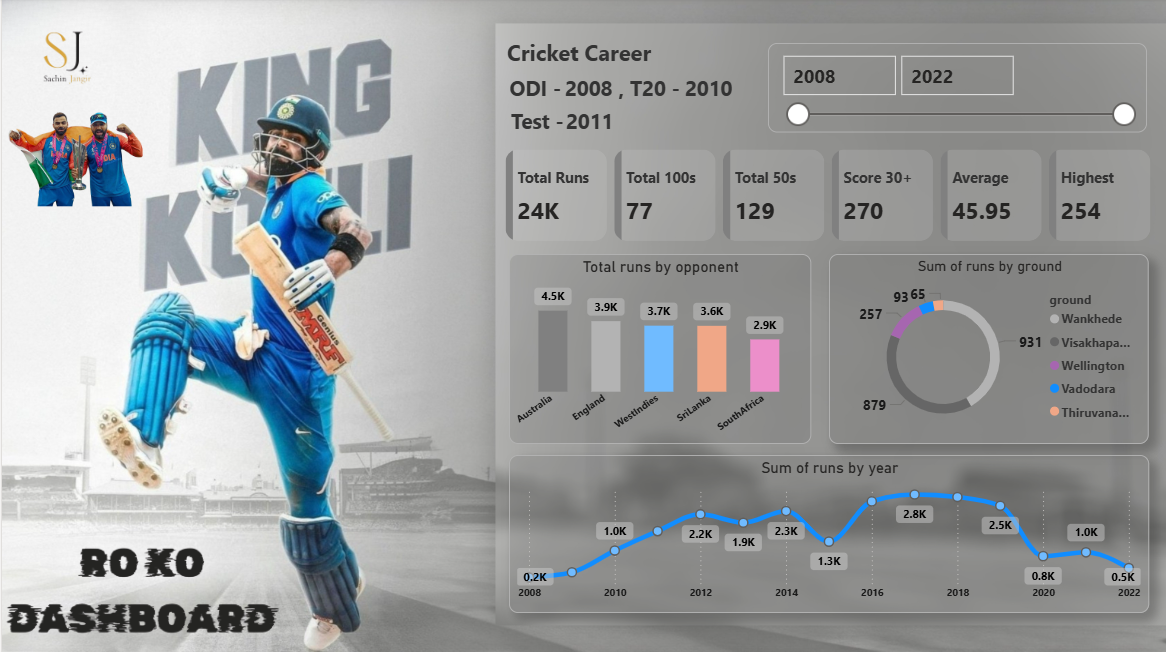 SJ
Sachin Janger
KING
KOHLI
INDIA
Genius
MRF
RO KO
DASHBOARD
Cricket Career
ODI - 2008 , T20 - 2010
Test - 2011
2008
2022
Total Runs
24K
Total 100s
77
Total 50s
129
Score 30+
270
Average
45.95
Highest
254
Total runs by opponent
4.5K
3.9K
3.7K
3.6K
2.9K
Australia
England
WestIndies
SriLanka
SouthAfrica
Sum of runs by ground
93
65
257
931
879
ground
Wankhede
Visakhapa...
Wellington
Vadodara
Thiruvana...
Sum of runs by year
0.2K
1.0K
2.2K
1.9K
2.3K
1.3K
2.8K
2.5K
0.8K
1.0K
0.5K
2008
2010
2012
2014
2016
2018
2020
2022